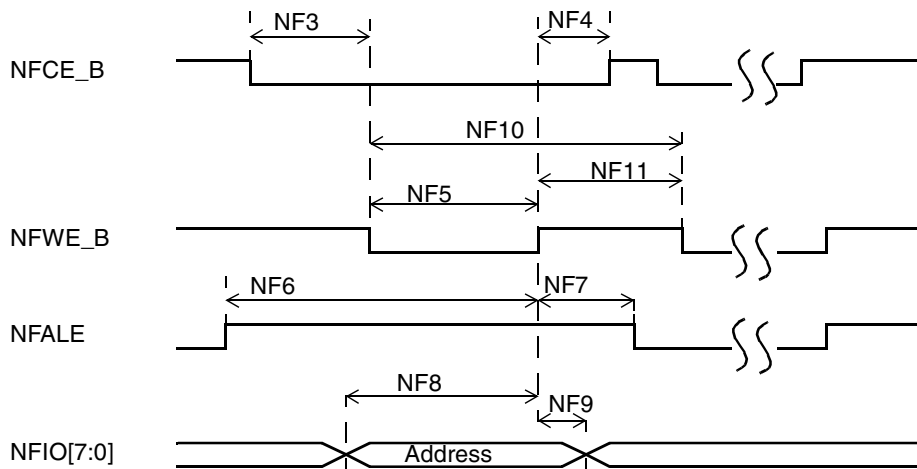 NF3
NF4
NFCE_B
NF10
NF11
NF5
NFWE_B
NF6
NF7
NFALE
NF8
NF9
NFIO[7:0]
Address